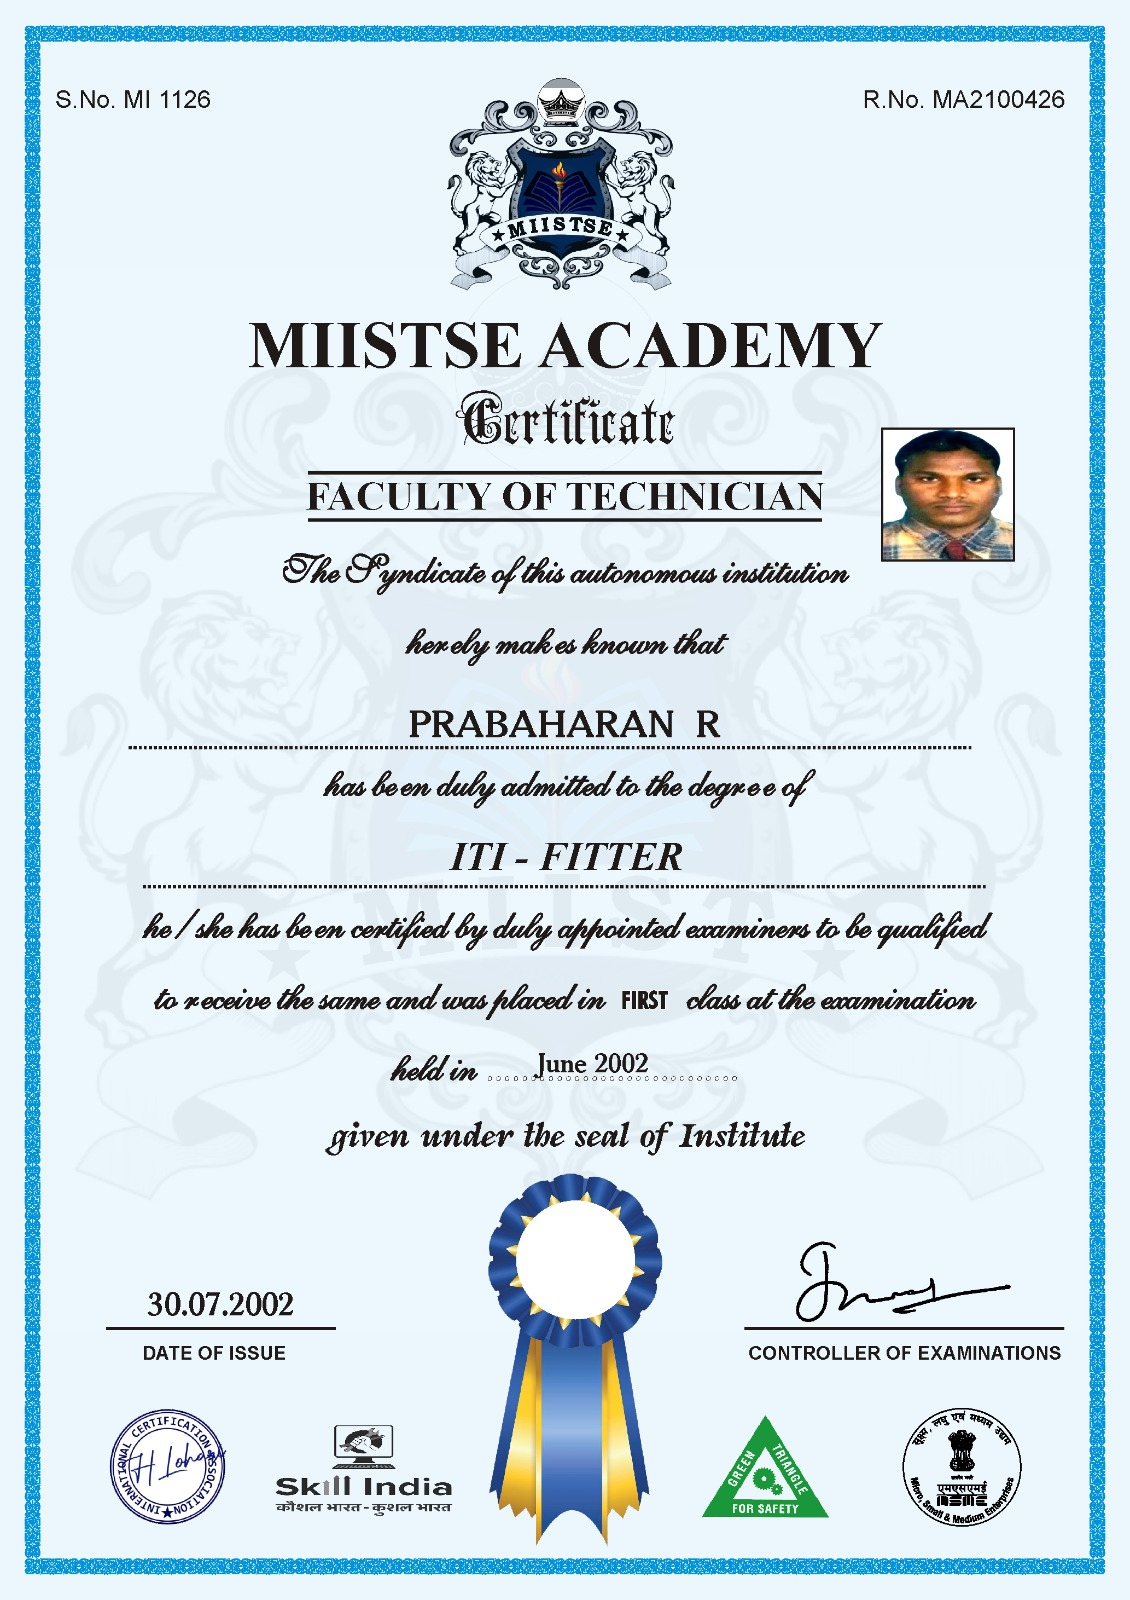 S.No. MI 1126
R.No. MA2100426
★ MIISTSE ★
MIISTSE ACADEMY
Certificate
FACULTY OF TECHNICIAN
The Syndicate of this autonomous institution
herely makes known that
PRABAHARAN R
has been duly admitted to the degree of
ITI - FITTER
he / she has been certified by duly appointed examiners to be qualified
to receive the same and was placed in FIRST class at the examination
held in June 2002
given under the seal of Institute
MIIST
30.07.2002
DATE OF ISSUE
CONTROLLER OF EXAMINATIONS
INTERNATIONAL CERTIFICATION ASSOCIATION
Skill India
कौशल भारत - कुशल भारत
GREEN TRIANGLE
FOR SAFETY
सूक्ष्म, लघु एवं मध्यम उद्यम
एमएसएमई
MSME
Micro, Small & Medium Enterprises